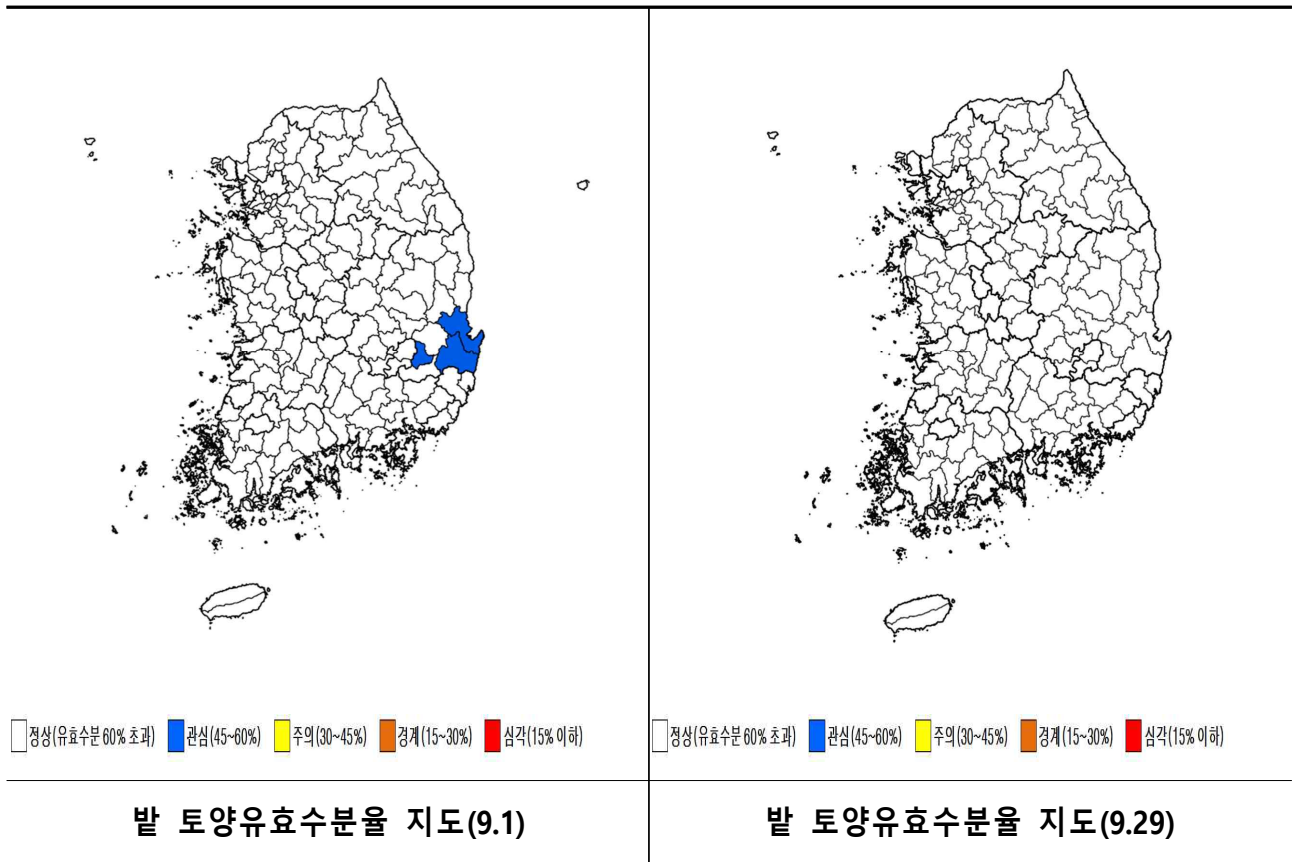 정상(유효수분 60% 초과) 관심(45~60%) 주의(30~45%) 경계(15~30%) 심각(15% 이하)
정상(유효수분 60% 초과) 관심(45~60%) 주의(30~45%) 경계(15~30%) 심각(15% 이하)
밭 토양유효수분율 지도(9.1)
밭 토양유효수분율 지도(9.29)